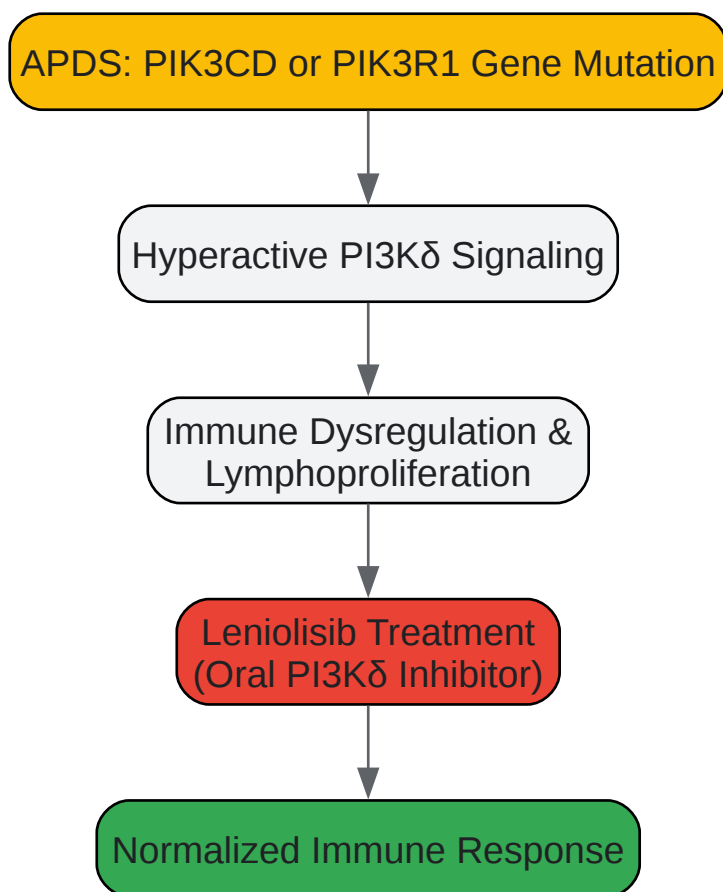 APDS: PIK3CD or PIK3R1 Gene Mutation
Hyperactive PI3Kδ Signaling
Immune Dysregulation &
Lymphoproliferation
Leniolisib Treatment
(Oral PI3Kδ Inhibitor)
Normalized Immune Response